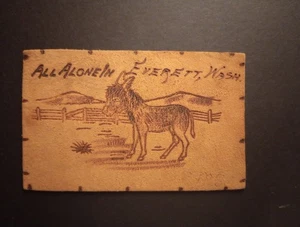 ALL ALONE IN EVERETT, WASH.